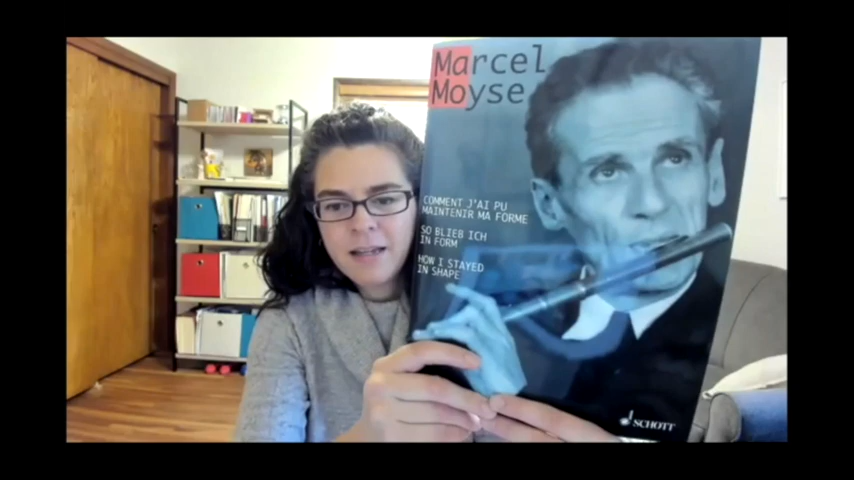 Marcel
Moyse
COMMENT J'AI PU
MAINTENIR MA FORME
SO BLIEB ICH
IN FORM
HOW I STAYED
IN SHAPE
SCHOTT